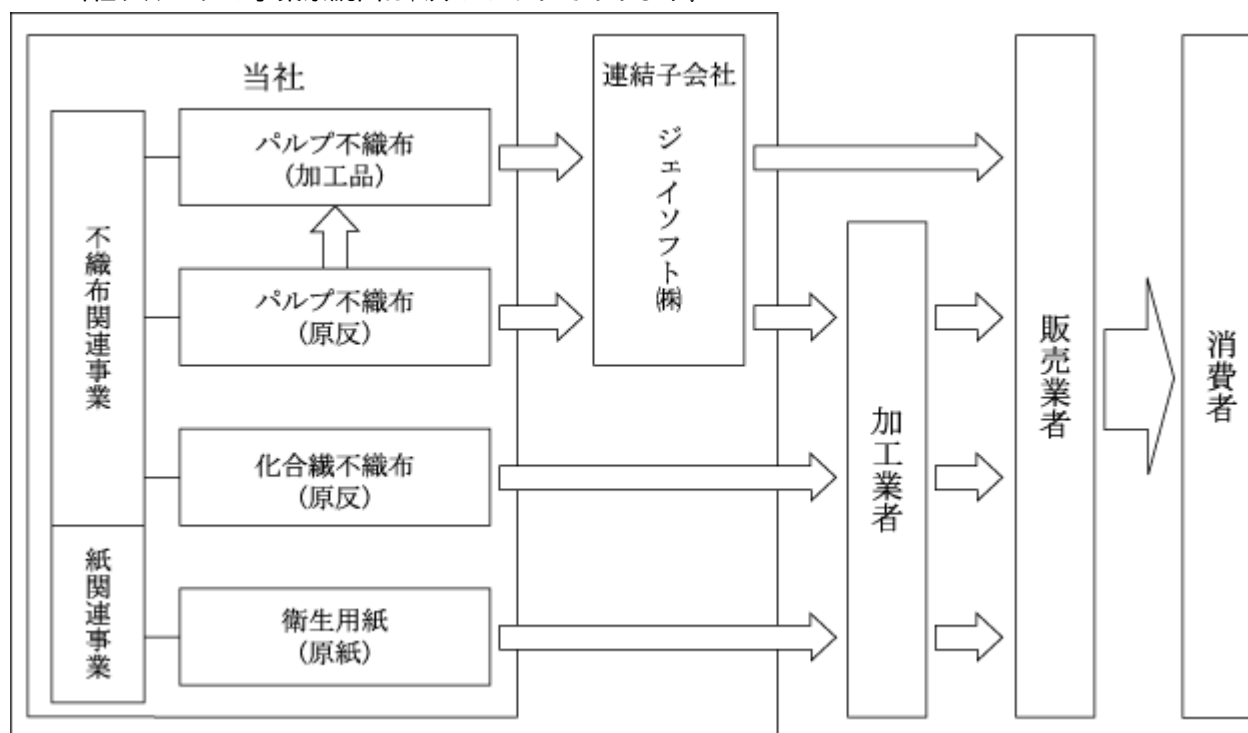 当社
連結子会社
ジェイソフト㈱
不織布関連事業
紙関連事業
パルプ不織布
(加工品)
パルプ不織布
(原反)
化合繊不織布
(原反)
衛生用紙
(原紙)
加工業者
販売業者
消費者